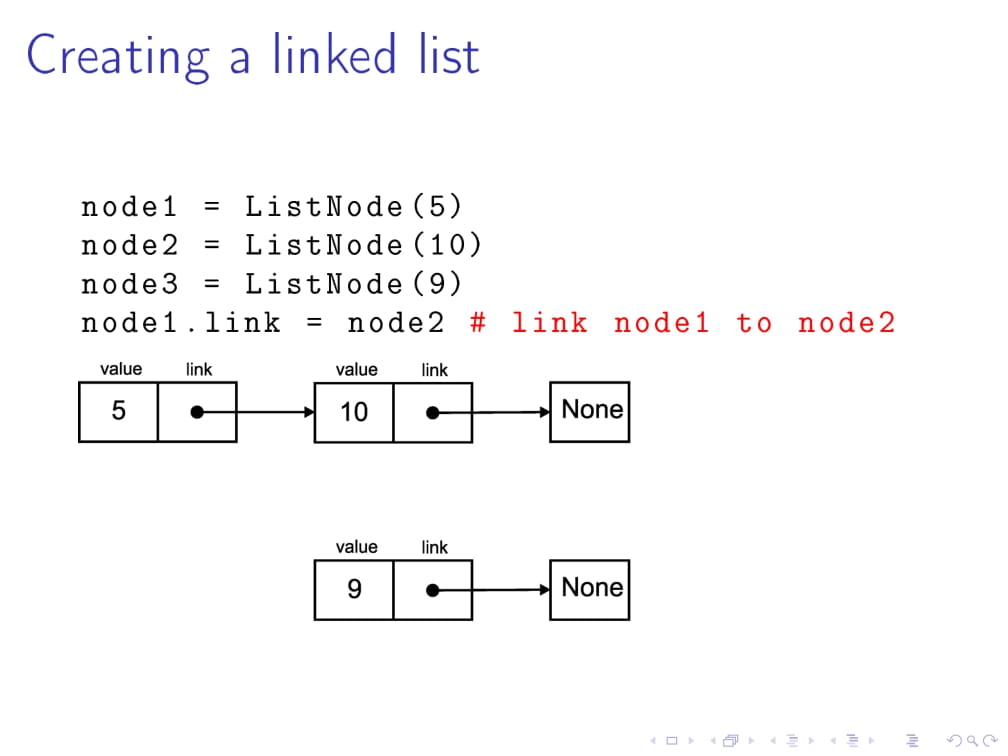 Creating a linked list
node1 = ListNode(5)
node2 = ListNode(10)
node3 = ListNode(9)
node1.link = node2 # link node1 to node2
value link value link
5 10 None
value link
9 None